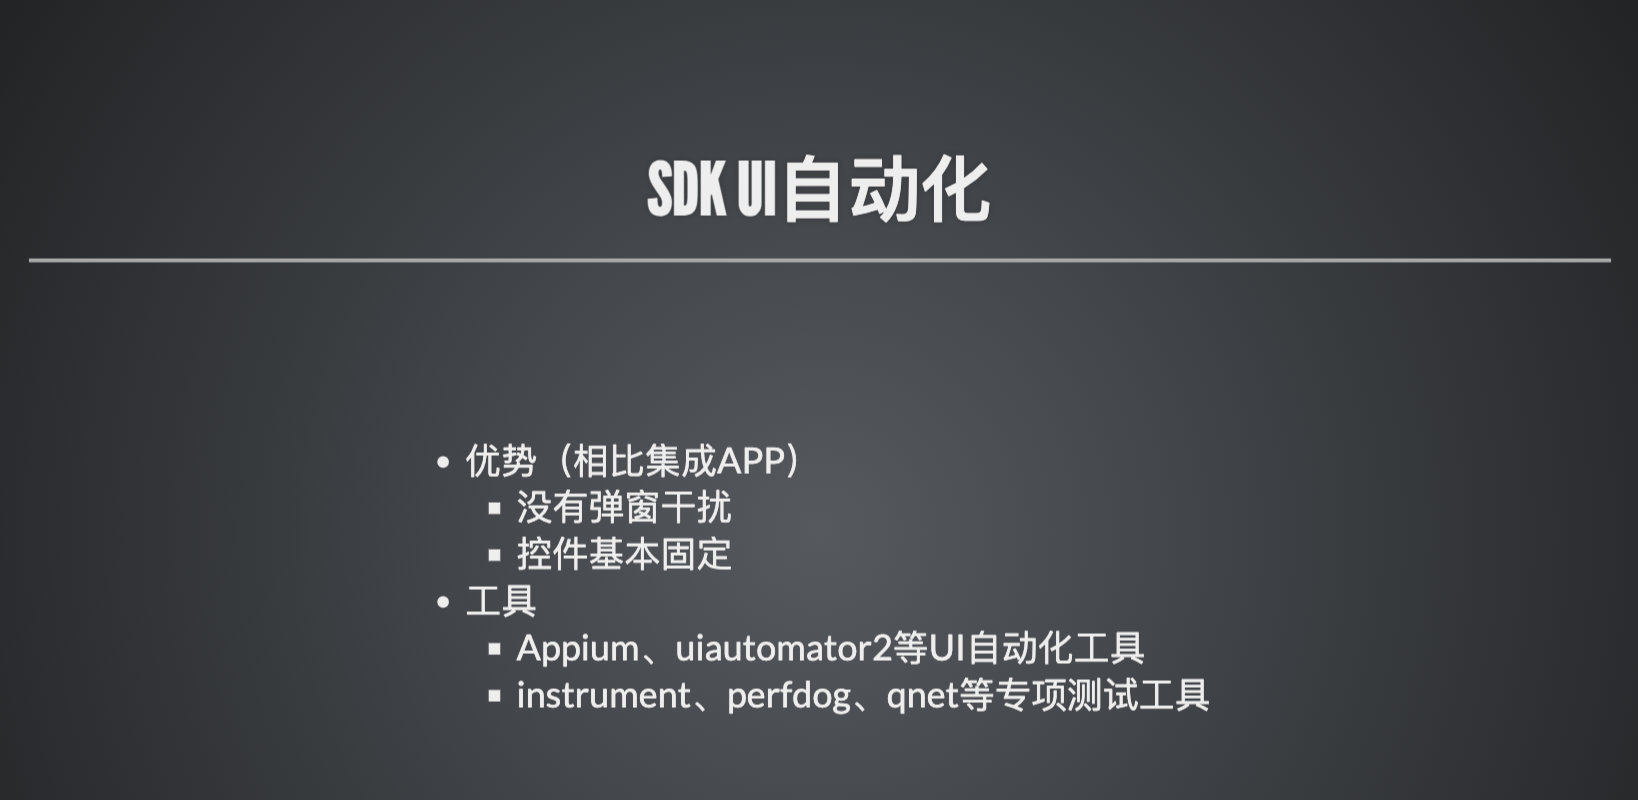 SDK UI自动化
优势（相比集成APP）
没有弹窗干扰
控件基本固定
工具
Appium、uiautomator2等UI自动化工具
instrument、perfdog、qnet等专项测试工具